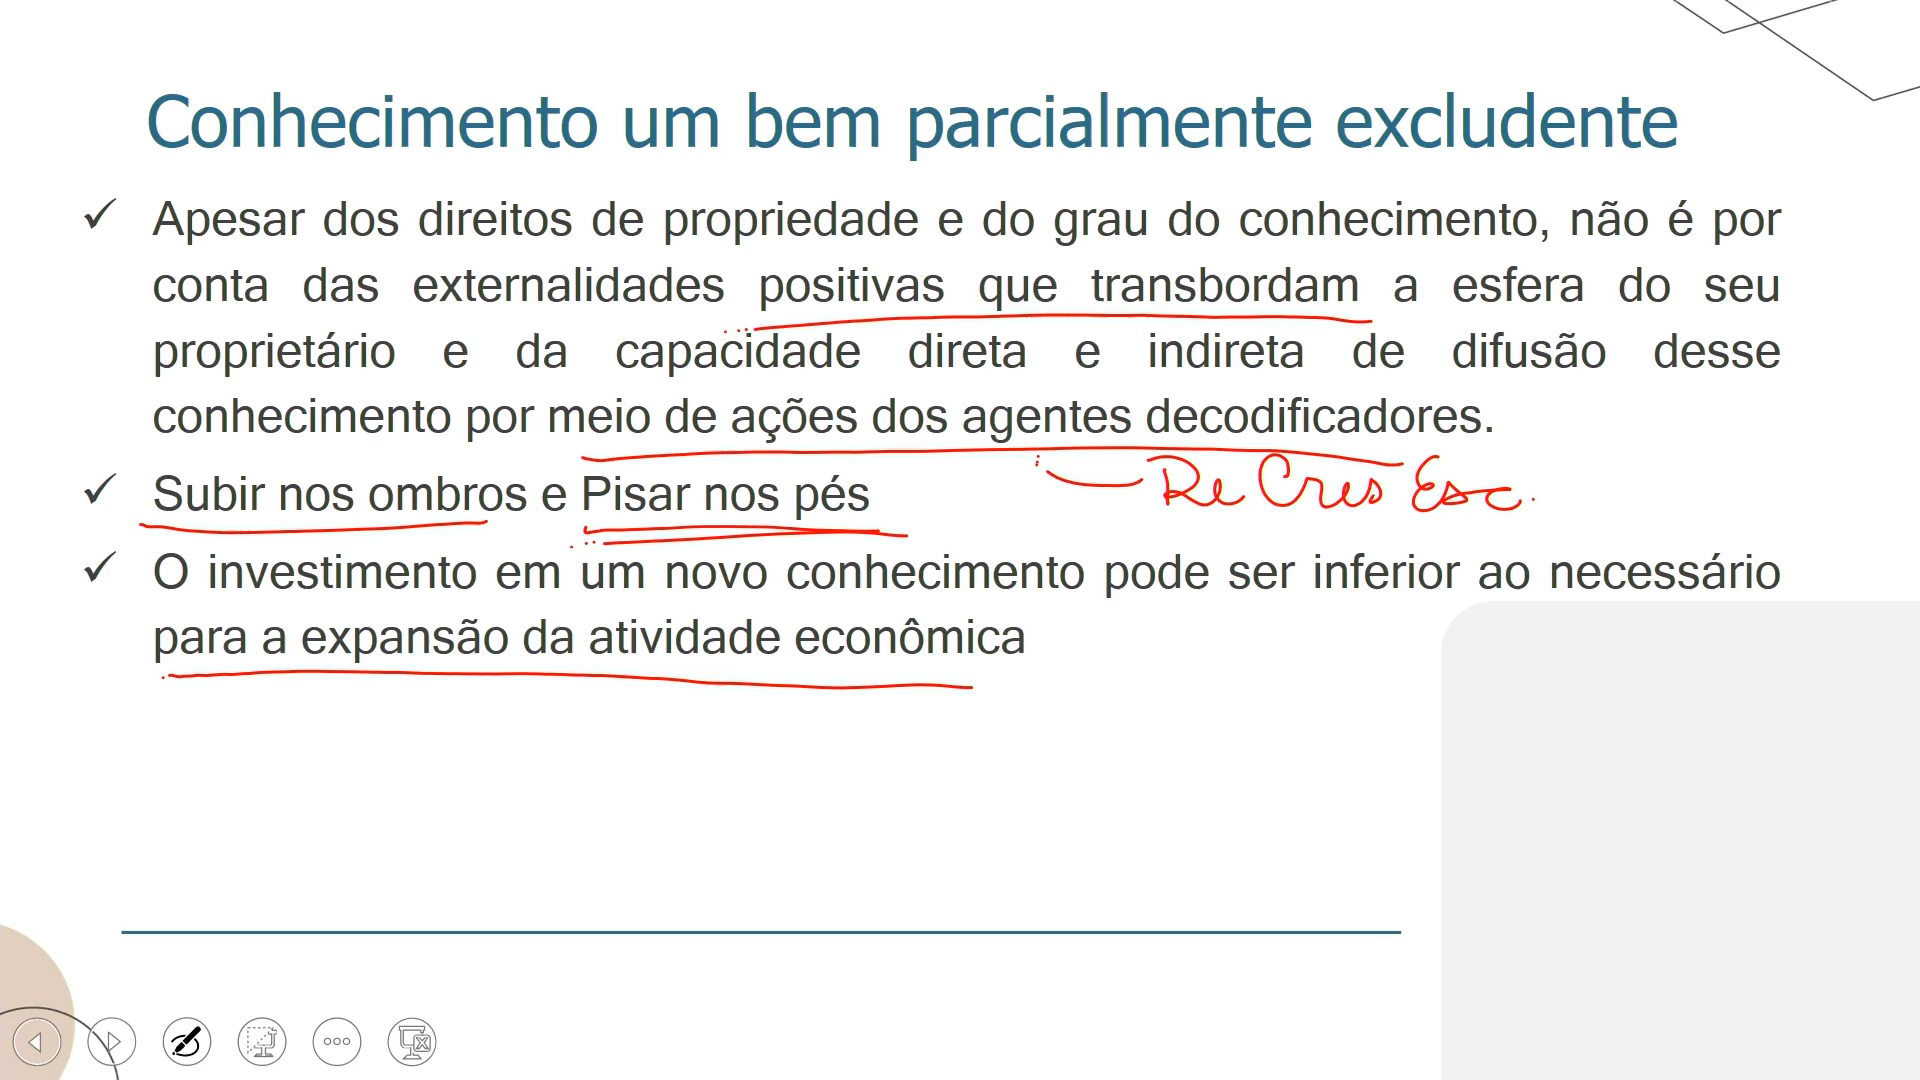 Conhecimento um bem parcialmente excludente
✓ Apesar dos direitos de propriedade e do grau do conhecimento, não é por
conta das externalidades positivas que transbordam a esfera do seu
proprietário e da capacidade direta e indireta de difusão desse
conhecimento por meio de ações dos agentes decodificadores.
✓ Subir nos ombros e Pisar nos pés
Re Cres Esc.
✓ O investimento em um novo conhecimento pode ser inferior ao necessário
para a expansão da atividade econômica